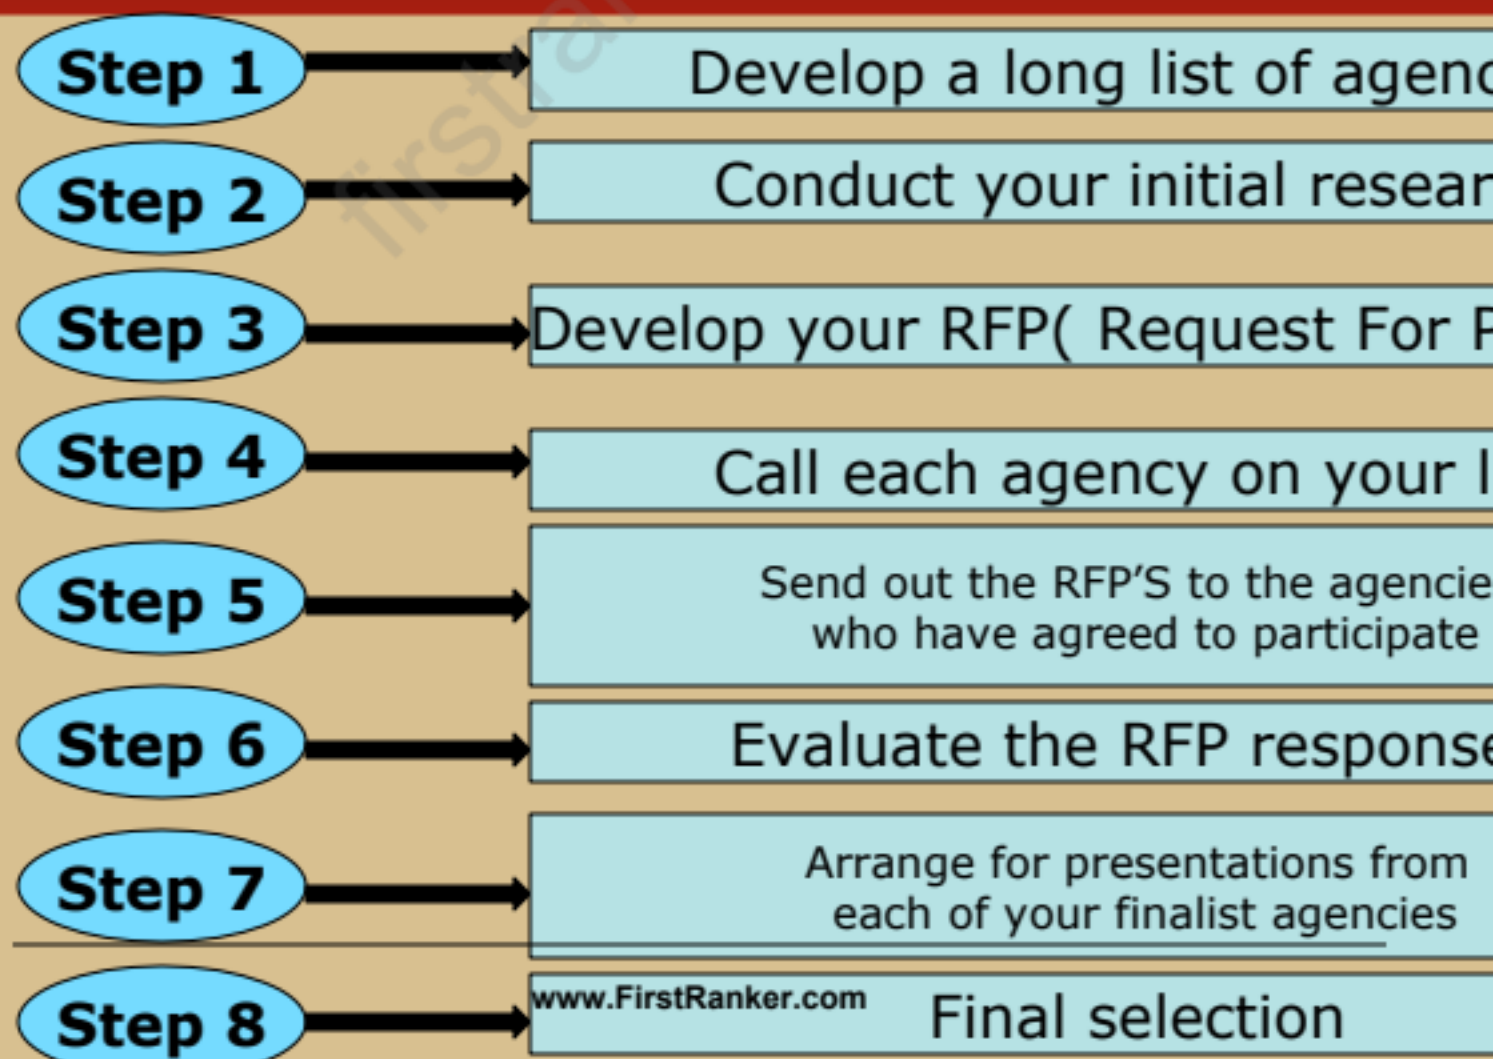 Step 1
Develop a long list of agenc
Step 2
Conduct your initial resear
Step 3
Develop your RFP( Request For P
Step 4
Call each agency on your l
Step 5
Send out the RFP’S to the agencie
who have agreed to participate
Step 6
Evaluate the RFP response
Step 7
Arrange for presentations from
each of your finalist agencies
Step 8
www.FirstRanker.com
Final selection
firstra